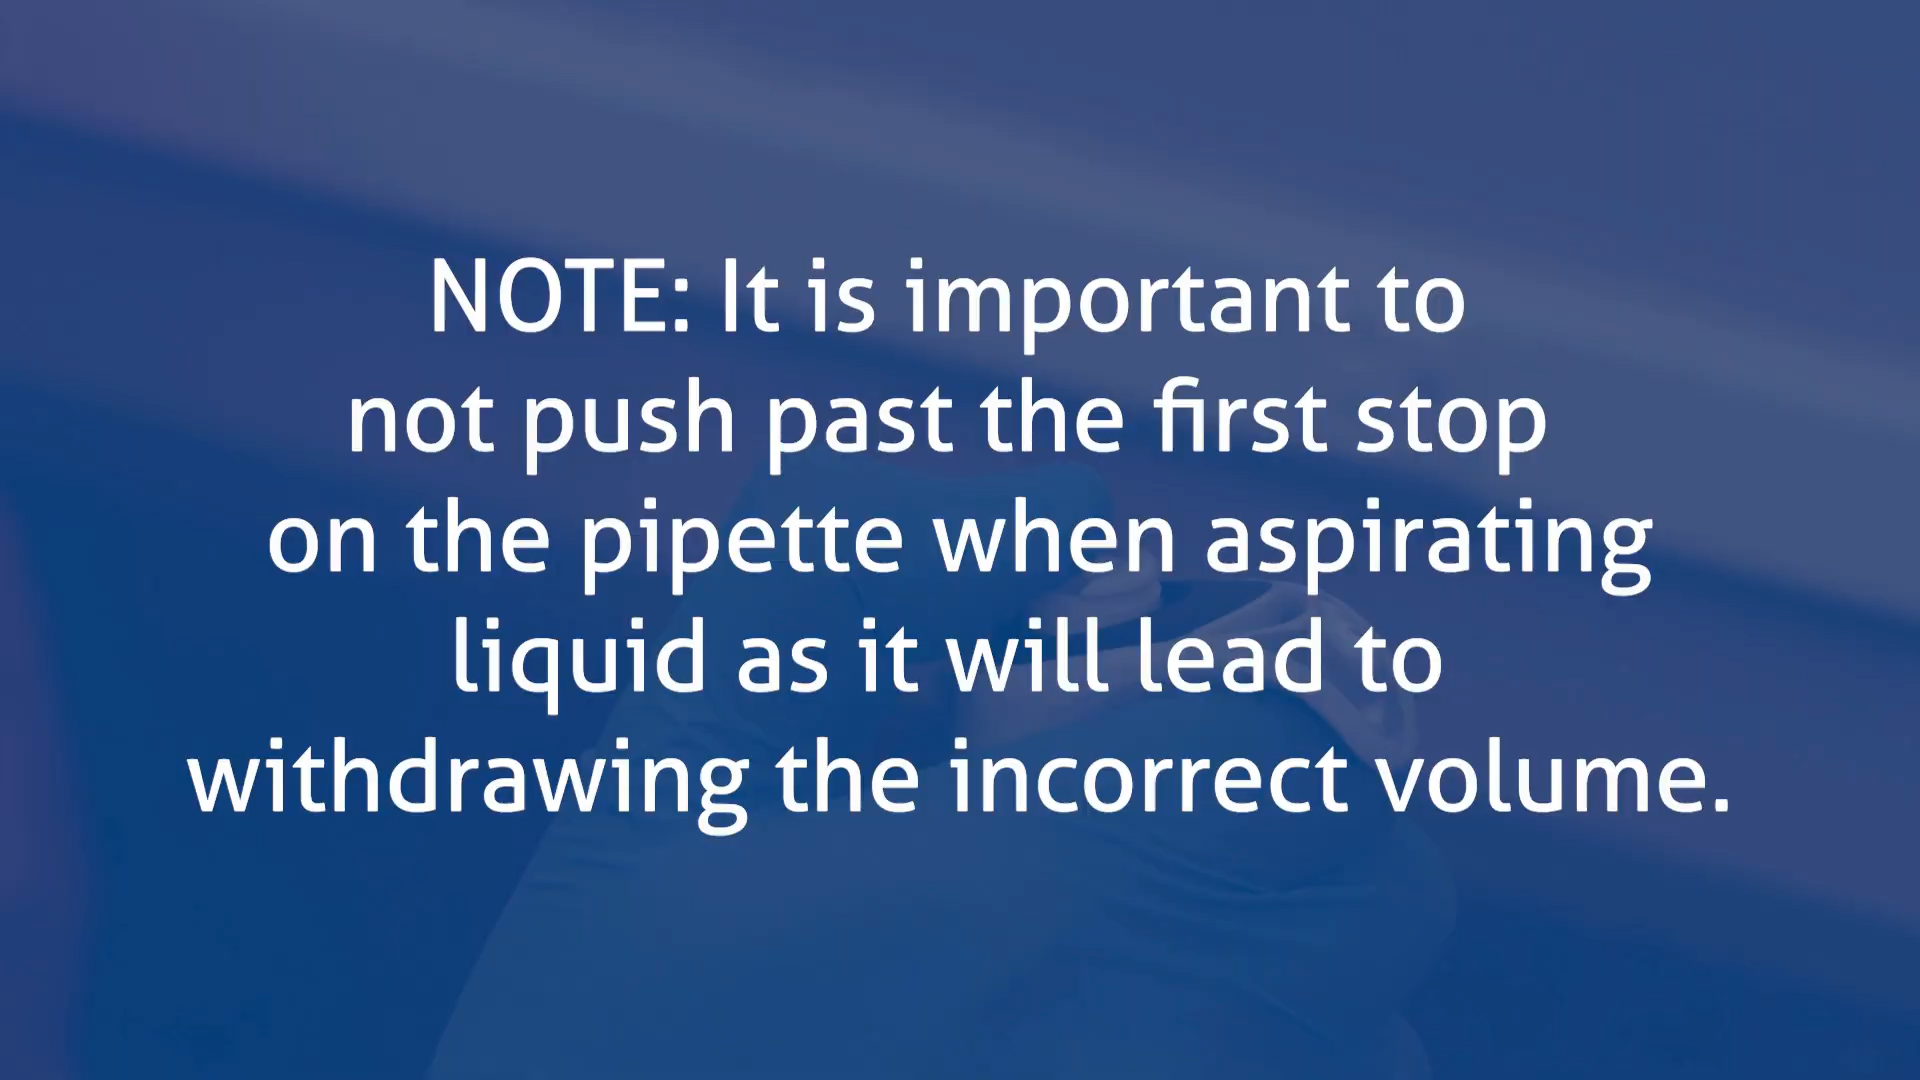 NOTE: It is important to
not push past the first stop
on the pipette when aspirating
liquid as it will lead to
withdrawing the incorrect volume.